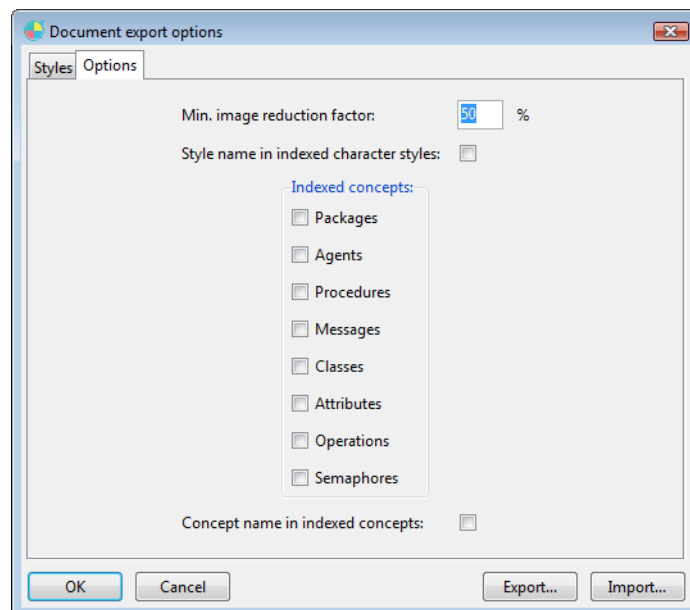 Document export options
Styles Options
Min. image reduction factor: 50 %
Style name in indexed character styles:
Indexed concepts:
Packages
Agents
Procedures
Messages
Classes
Attributes
Operations
Semaphores
Concept name in indexed concepts:
OK Cancel Export... Import...